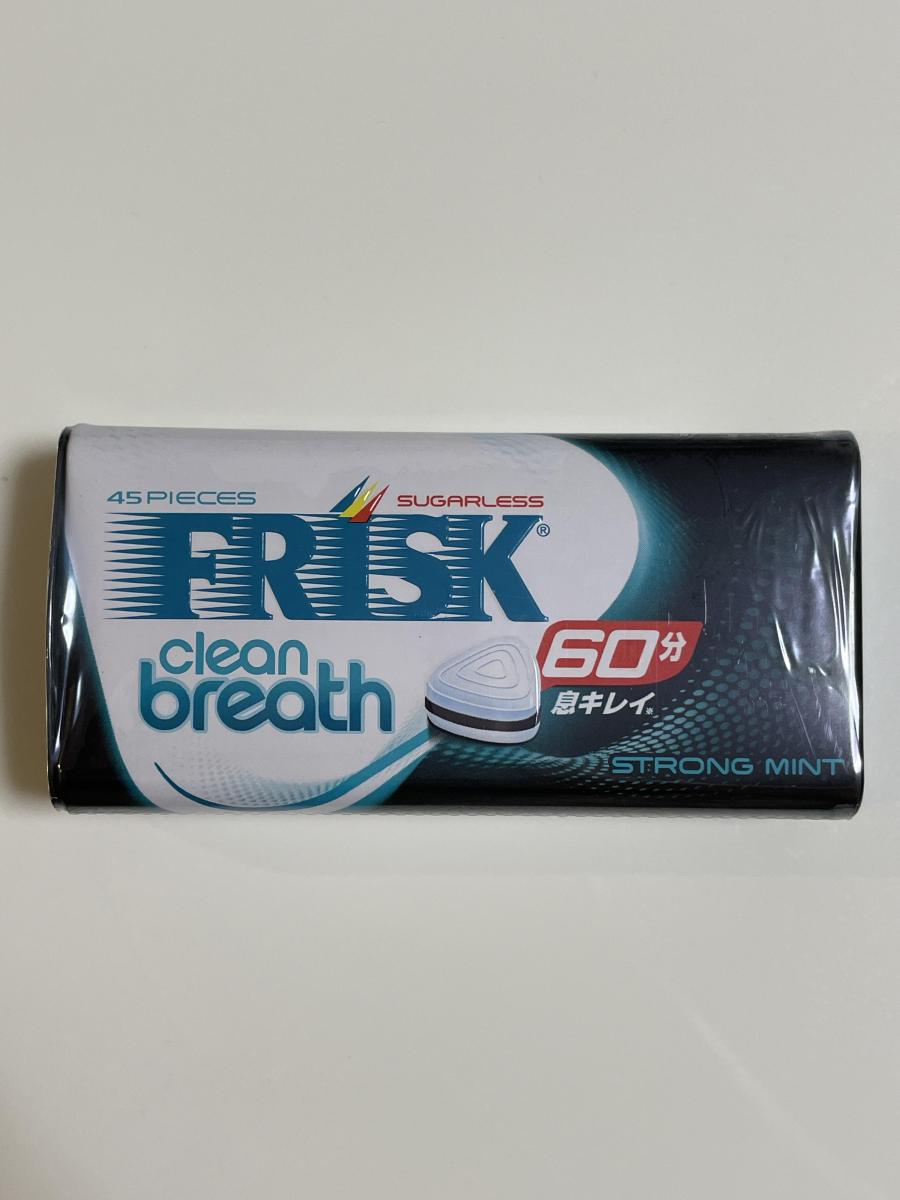 45 PIECES SUGARLESS
FRISK®
clean
breath
60分
息キレイ※
STRONG MINT